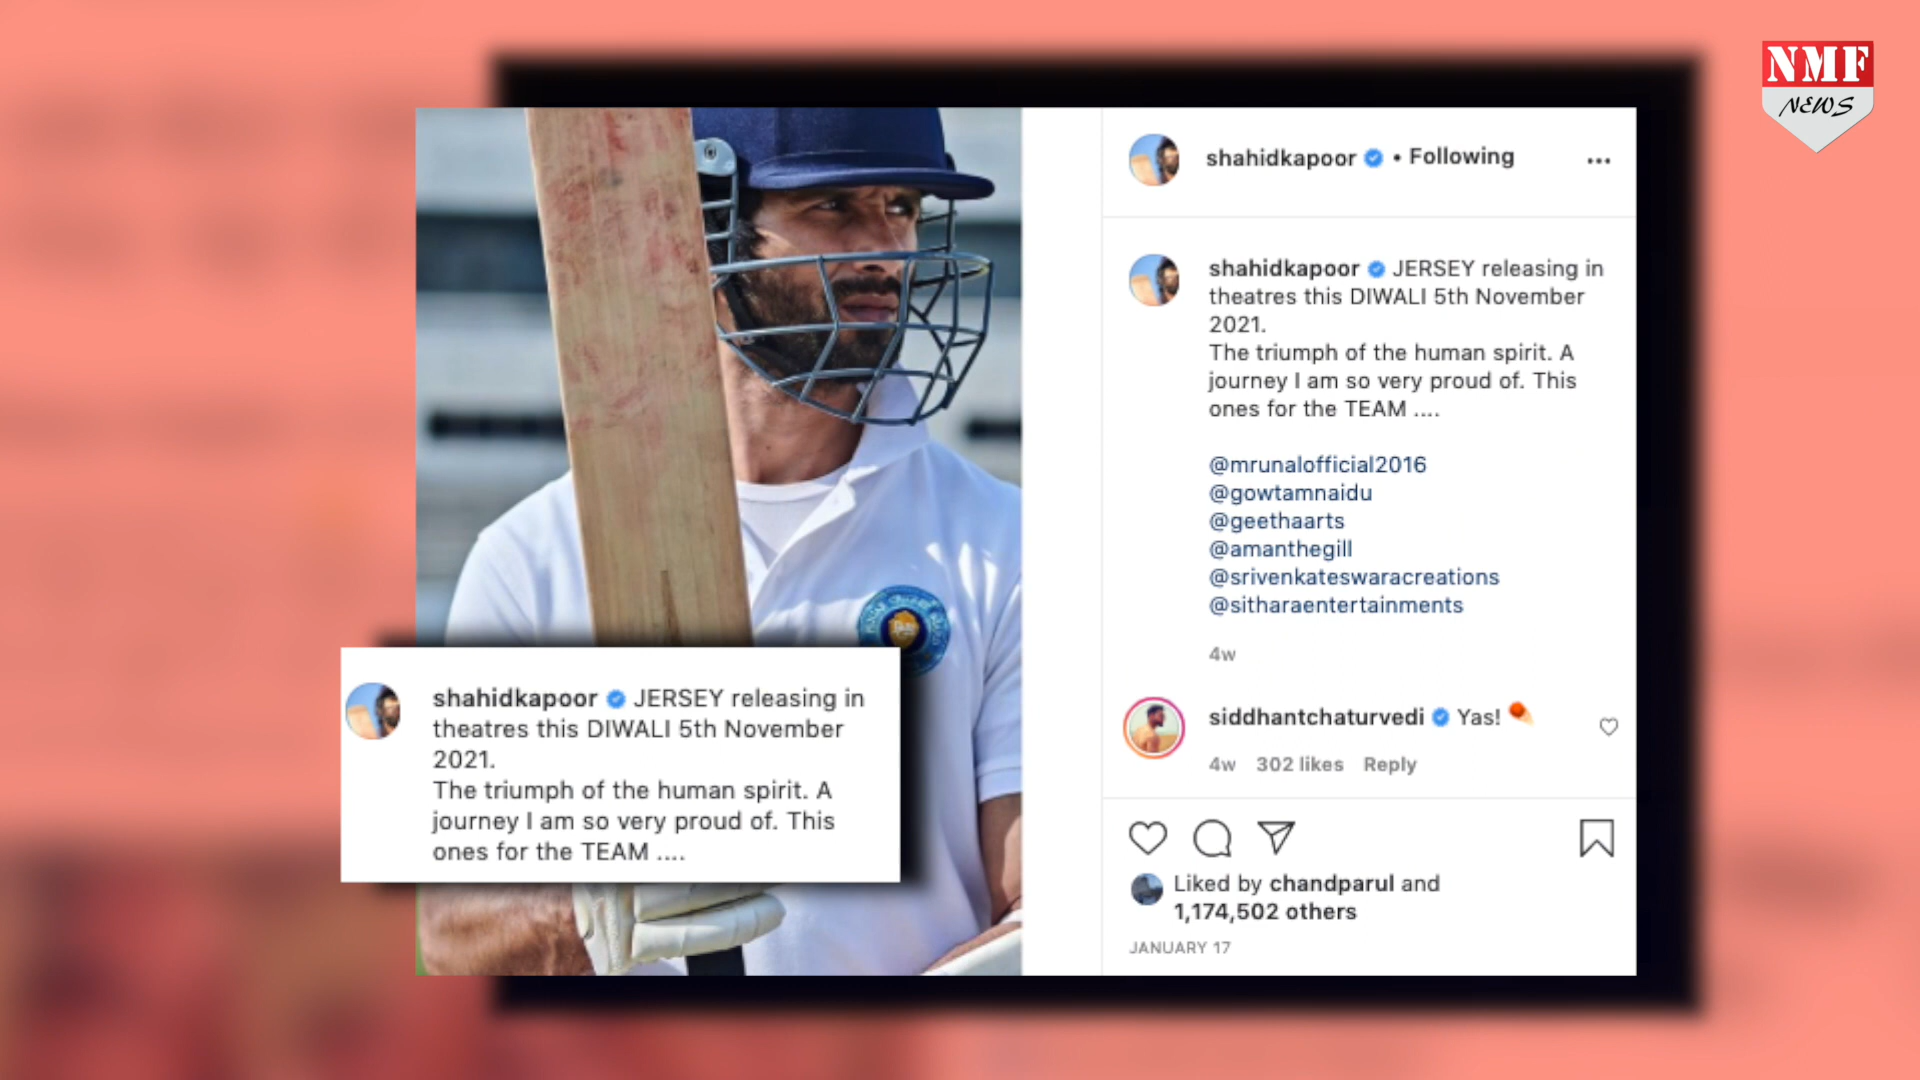 NMF
NEWS
shahidkapoor • Following
shahidkapoor JERSEY releasing in
theatres this DIWALI 5th November
2021.
The triumph of the human spirit. A
journey I am so very proud of. This
ones for the TEAM ....
@mrunalofficial2016
@gowtamnaidu
@geethaarts
@amanthegill
@srivenkateswaracreations
@sitharaentertainments
4w
siddhantchaturvedi Yas!
4w 302 likes Reply
Liked by chandparul and
1,174,502 others
JANUARY 17
shahidkapoor JERSEY releasing in
theatres this DIWALI 5th November
2021.
The triumph of the human spirit. A
journey I am so very proud of. This
ones for the TEAM ....